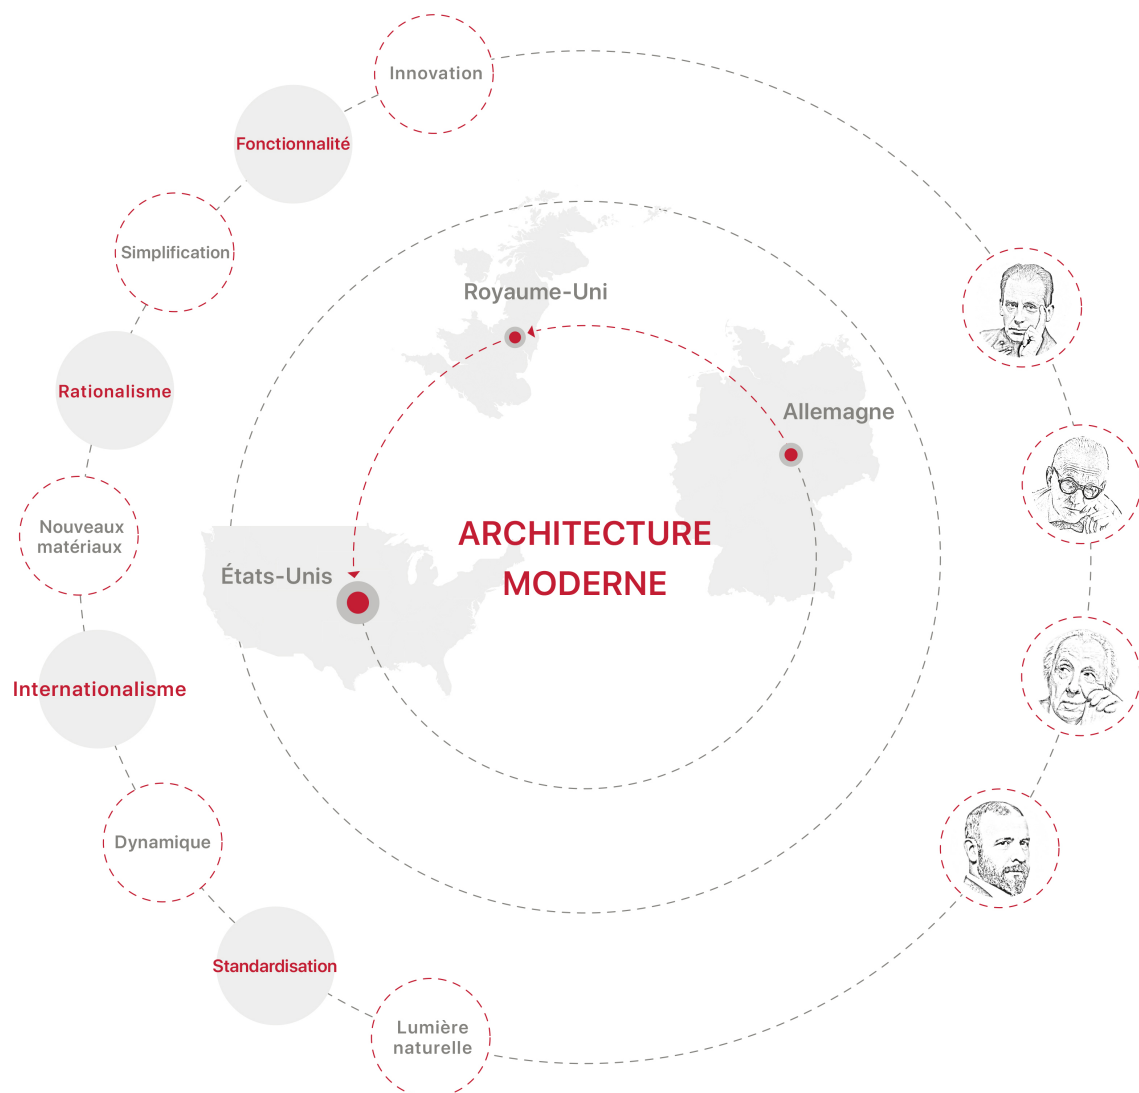 Innovation
Fonctionnalité
Simplification
Royaume-Uni
Rationalisme
Allemagne
Nouveaux
matériaux
ARCHITECTURE
MODERNE
États-Unis
Internationalisme
Dynamique
Standardisation
Lumière
naturelle